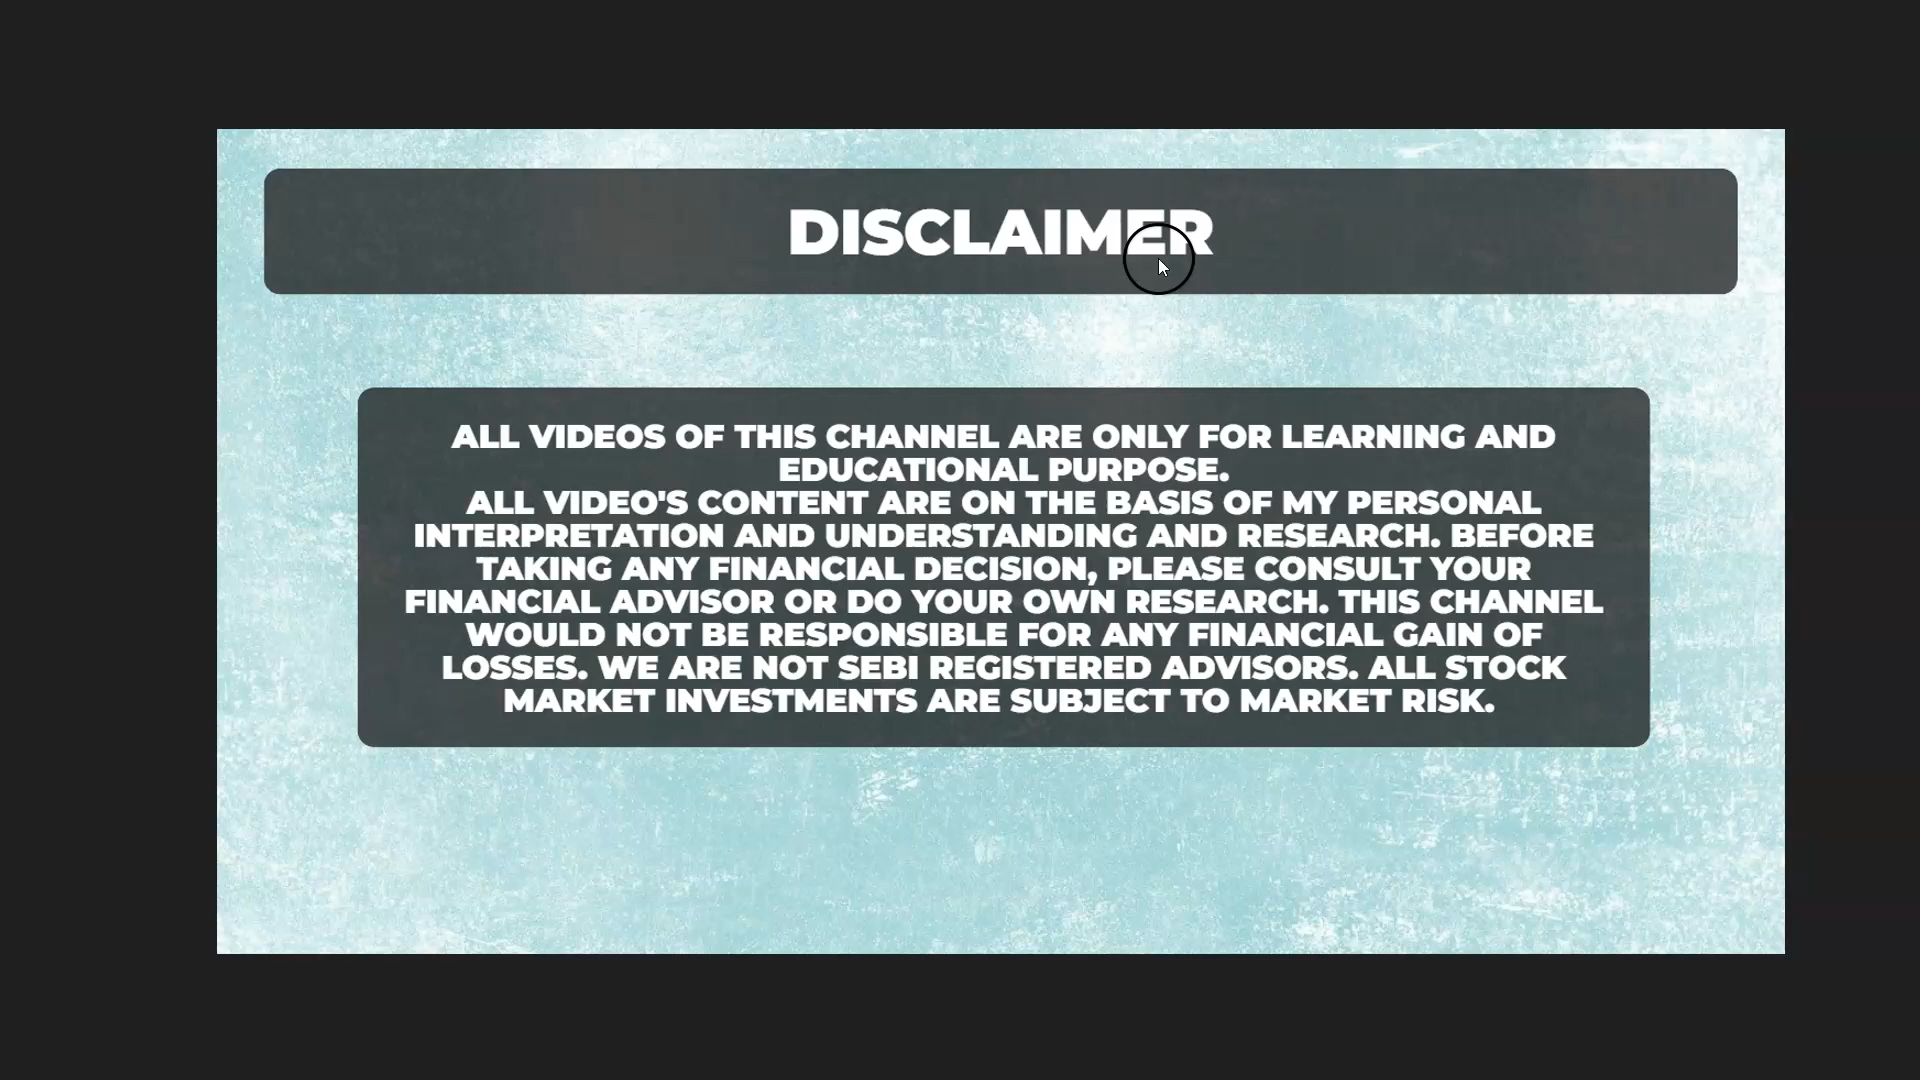 DISCLAIMER
ALL VIDEOS OF THIS CHANNEL ARE ONLY FOR LEARNING AND
EDUCATIONAL PURPOSE.
ALL VIDEO'S CONTENT ARE ON THE BASIS OF MY PERSONAL
INTERPRETATION AND UNDERSTANDING AND RESEARCH. BEFORE
TAKING ANY FINANCIAL DECISION, PLEASE CONSULT YOUR
FINANCIAL ADVISOR OR DO YOUR OWN RESEARCH. THIS CHANNEL
WOULD NOT BE RESPONSIBLE FOR ANY FINANCIAL GAIN OF
LOSSES. WE ARE NOT SEBI REGISTERED ADVISORS. ALL STOCK
MARKET INVESTMENTS ARE SUBJECT TO MARKET RISK.